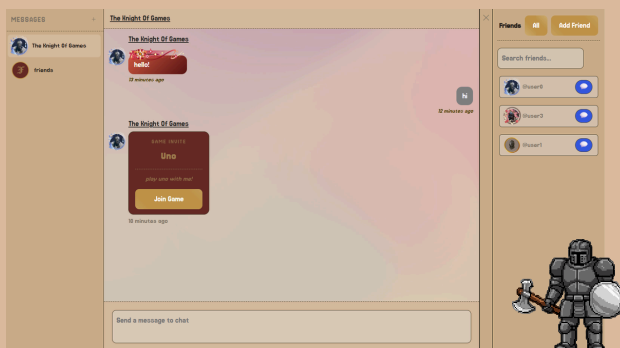 MESSAGES
+
The Knight Of Games
friends
The Knight Of Games
The Knight Of Games
hello!
13 minutes ago
hi
12 minutes ago
The Knight Of Games
GAME INVITE
Uno
play uno with me!
Join Game
10 minutes ago
Send a message to chat
Friends
All
Add Friend
Search friends...
@user6
@user3
@user1